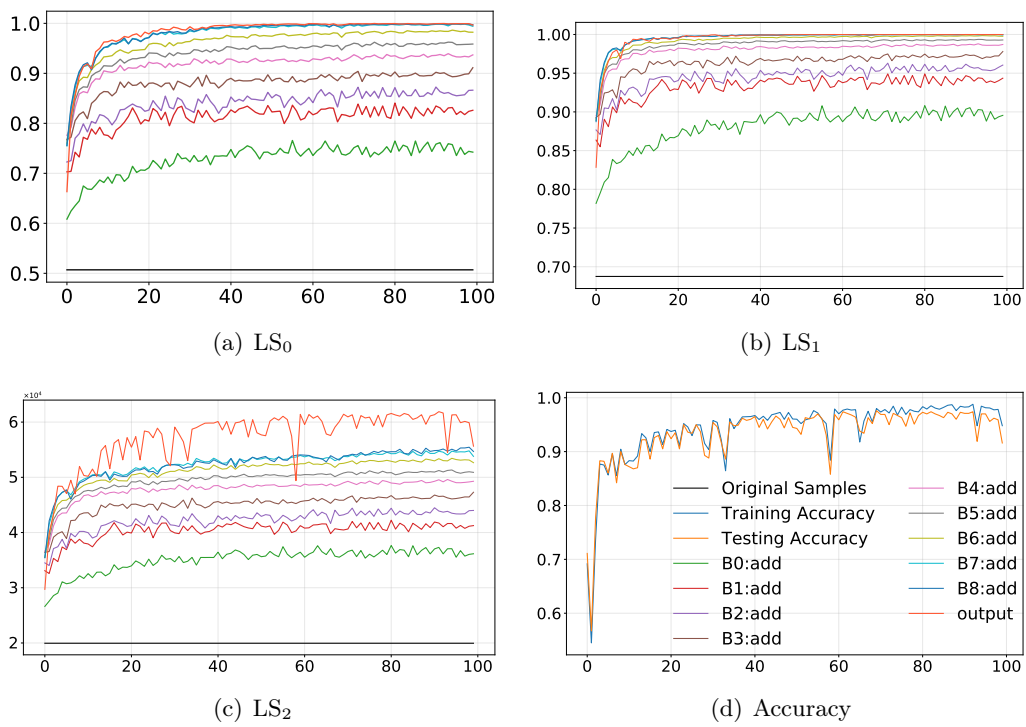 1.0
0.9
0.8
0.7
0.6
0.5
0 20 40 60 80 100
(a) LS₀
1.00
0.95
0.90
0.85
0.80
0.75
0.70
0 20 40 60 80 100
(b) LS₁
×10⁴
6
5
4
3
2
0 20 40 60 80 100
(c) LS₂
1.0
0.9
0.8
0.7
0.6
0 20 40 60 80 100
Original Samples
Training Accuracy
Testing Accuracy
B0:add
B1:add
B2:add
B3:add
B4:add
B5:add
B6:add
B7:add
B8:add
output
(d) Accuracy